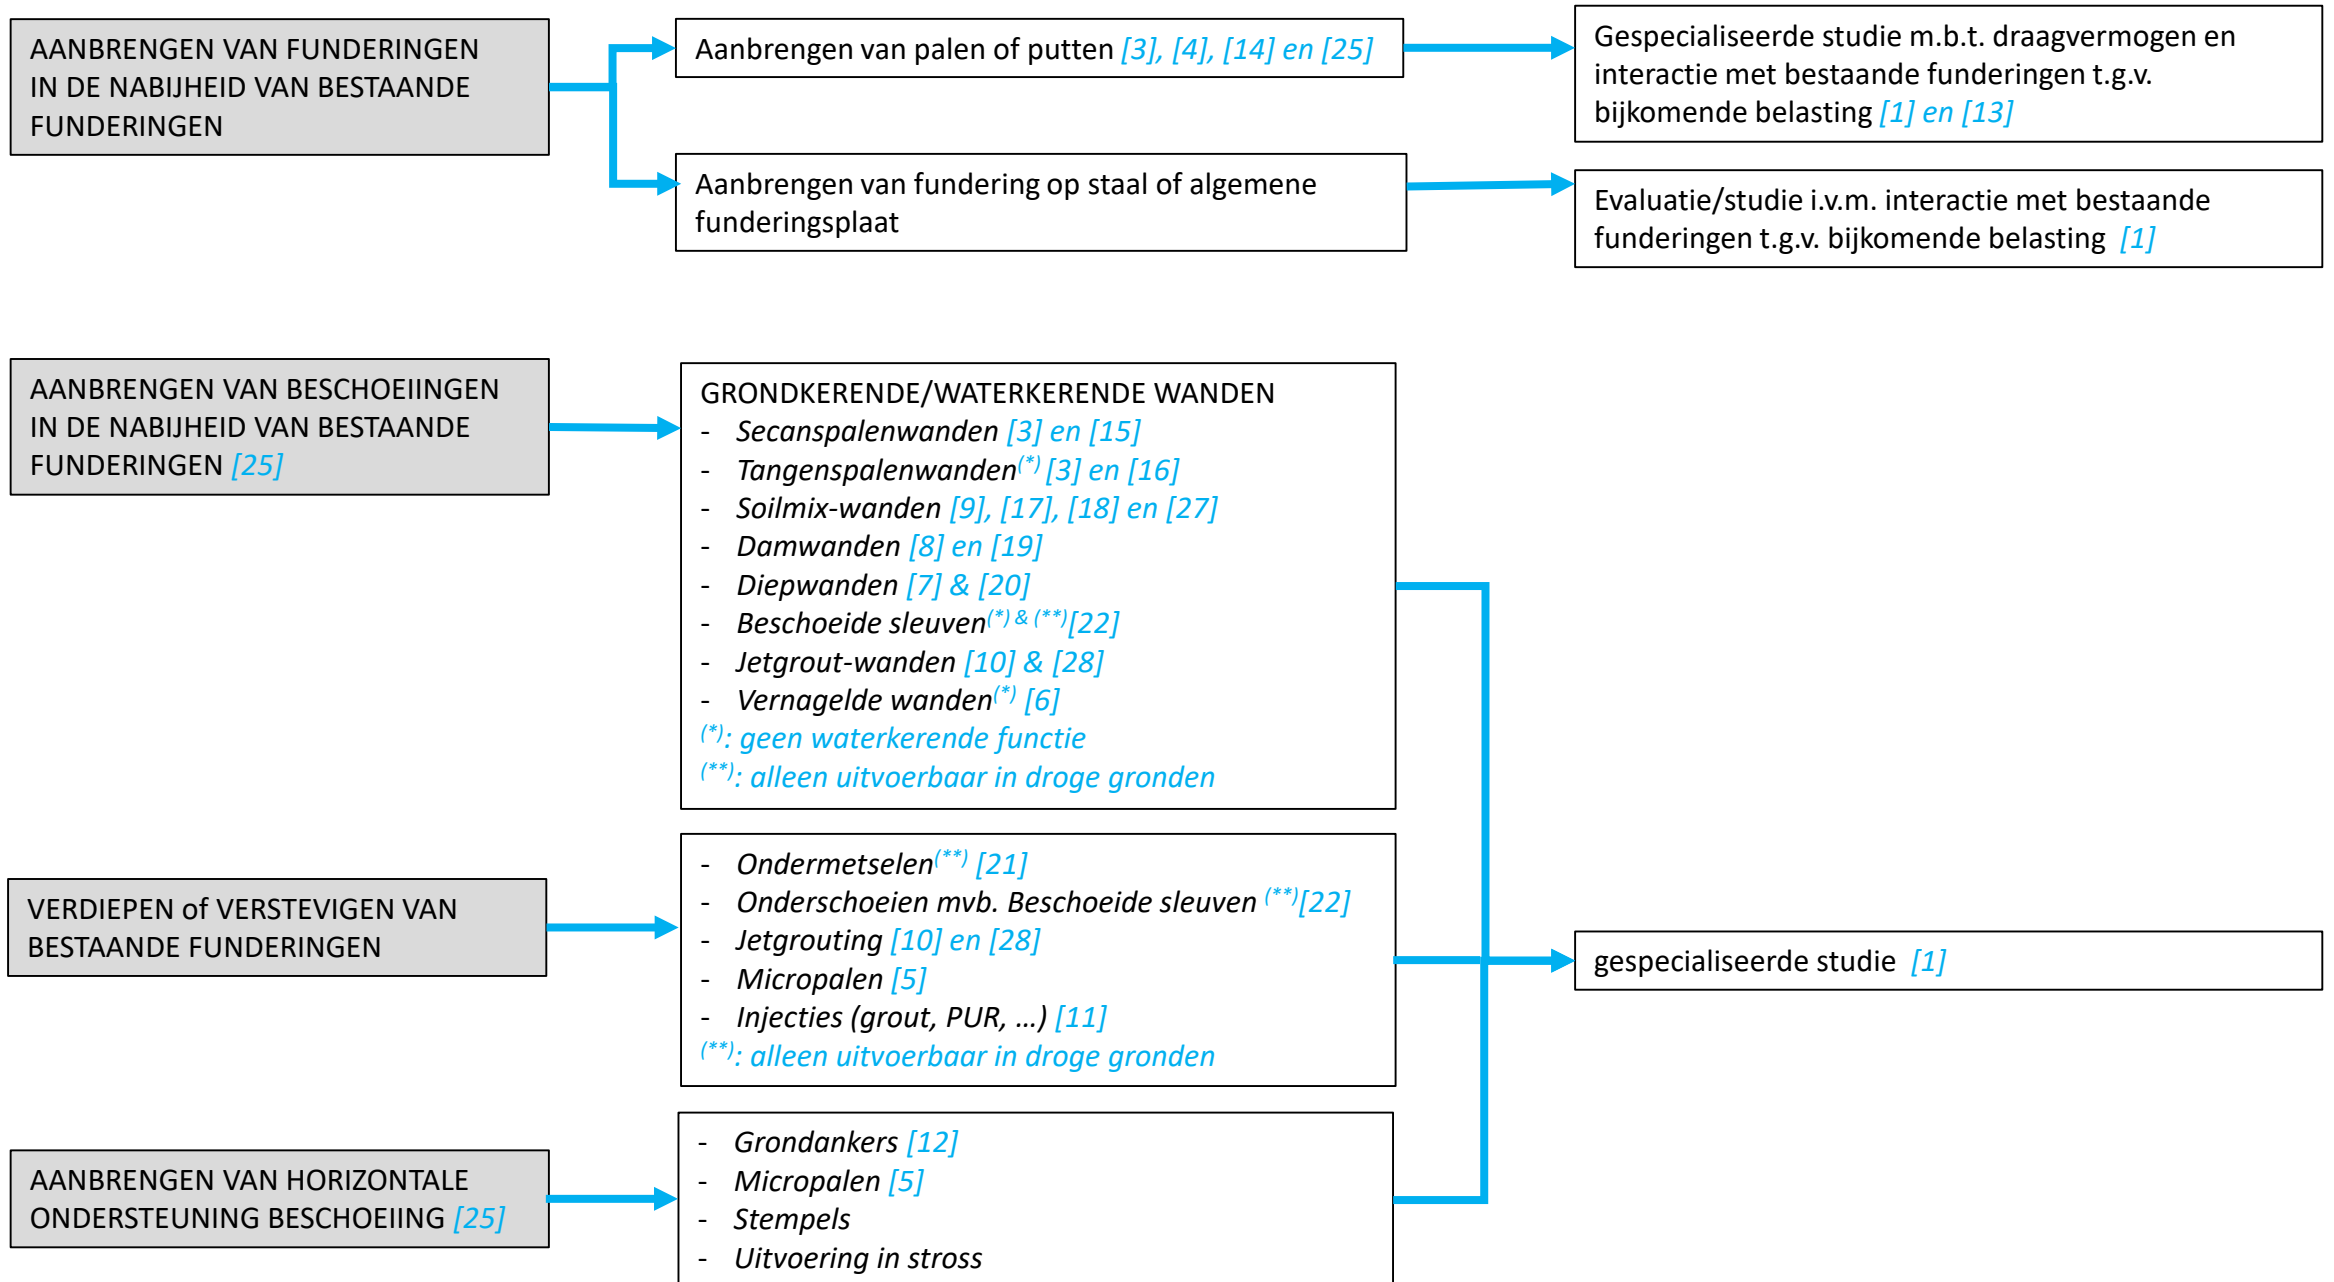 AANBRENGEN VAN FUNDERINGEN
IN DE NABIJHEID VAN BESTAANDE
FUNDERINGEN
Aanbrengen van palen of putten [3], [4], [14] en [25]
Gespecialiseerde studie m.b.t. draagvermogen en
interactie met bestaande funderingen t.g.v.
bijkomende belasting [1] en [13]
Aanbrengen van fundering op staal of algemene
funderingsplaat
Evaluatie/studie i.v.m. interactie met bestaande
funderingen t.g.v. bijkomende belasting [1]
AANBRENGEN VAN BESCHOEIINGEN
IN DE NABIJHEID VAN BESTAANDE
FUNDERINGEN [25]
GRONDKERENDE/WATERKERENDE WANDEN
- Secanspalenwanden [3] en [15]
- Tangenspalenwanden(*) [3] en [16]
- Soilmix-wanden [9], [17], [18] en [27]
- Damwanden [8] en [19]
- Diepwanden [7] & [20]
- Beschoeide sleuven(*) & (**)[22]
- Jetgrout-wanden [10] & [28]
- Vernagelde wanden(*) [6]
(*): geen waterkerende functie
(**): alleen uitvoerbaar in droge gronden
VERDIEPEN of VERSTEVIGEN VAN
BESTAANDE FUNDERINGEN
- Ondermetselen(**) [21]
- Onderschoeien mvb. Beschoeide sleuven (**)[22]
- Jetgrouting [10] en [28]
- Micropalen [5]
- Injecties (grout, PUR, …) [11]
(**): alleen uitvoerbaar in droge gronden
gespecialiseerde studie [1]
AANBRENGEN VAN HORIZONTALE
ONDERSTEUNING BESCHOEIING [25]
- Grondankers [12]
- Micropalen [5]
- Stempels
- Uitvoering in stross